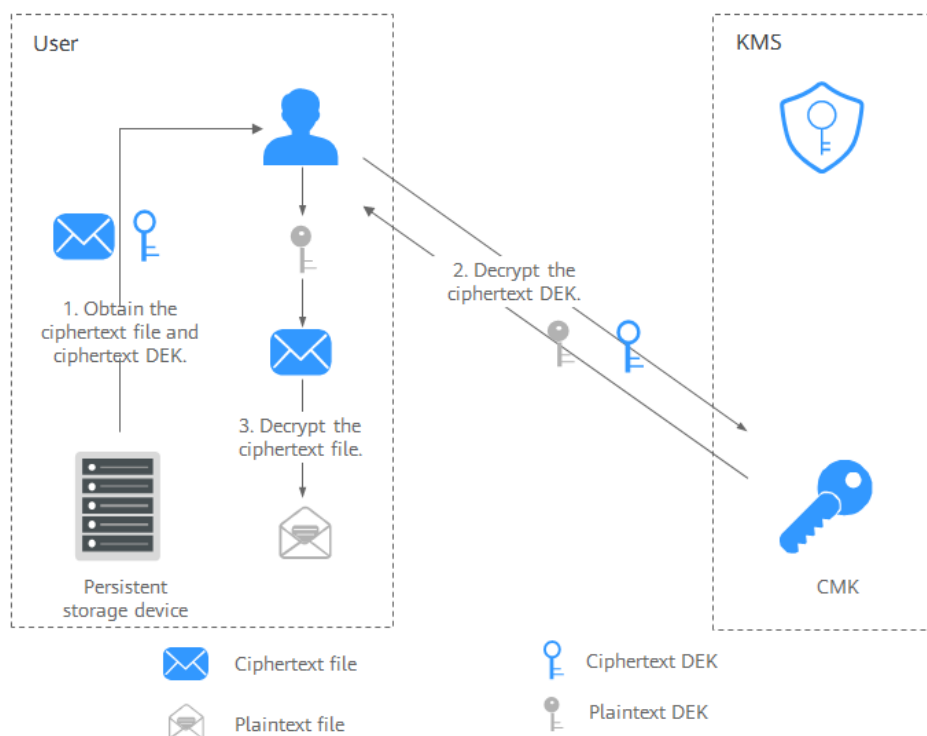 User
KMS
1. Obtain the
ciphertext file and
ciphertext DEK.
2. Decrypt the
ciphertext DEK.
3. Decrypt the
ciphertext file.
Persistent
storage device
CMK
Ciphertext file
Ciphertext DEK
Plaintext file
Plaintext DEK